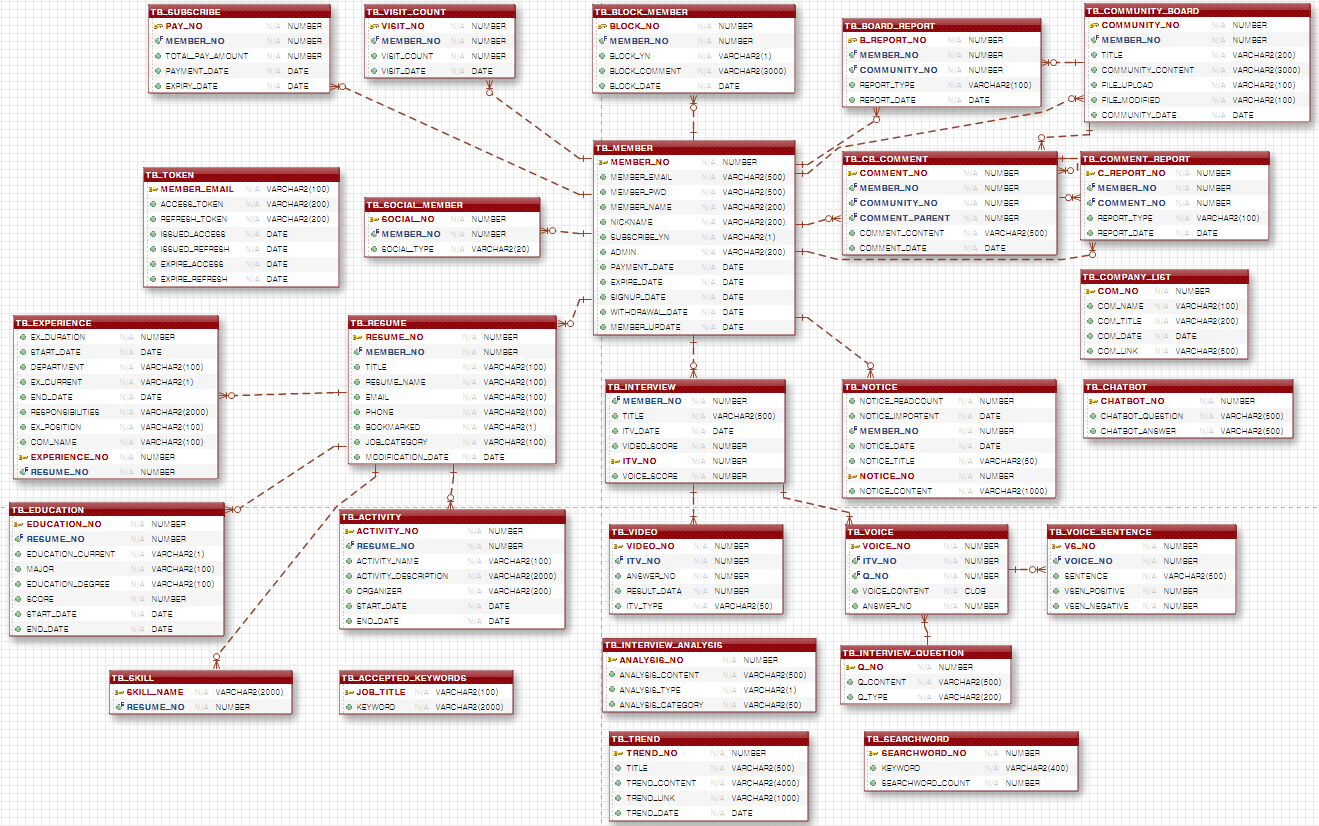 TB_SUBSCRIBE
PAY_NO N/A NUMBER
MEMBER_NO N/A NUMBER
TOTAL_PAY_AMOUNT N/A NUMBER
PAYMENT_DATE N/A DATE
EXPIRY_DATE N/A DATE
TB_VISIT_COUNT
VISIT_NO N/A NUMBER
MEMBER_NO N/A NUMBER
VISIT_COUNT N/A NUMBER
VISIT_DATE N/A DATE
TB_BLOCK_MEMBER
BLOCK_NO N/A NUMBER
MEMBER_NO N/A NUMBER
BLOCK_YN N/A VARCHAR2(1)
BLOCK_COMMENT N/A VARCHAR2(3000)
BLOCK_DATE N/A DATE
TB_BOARD_REPORT
B_REPORT_NO N/A NUMBER
MEMBER_NO N/A NUMBER
COMMUNITY_NO N/A NUMBER
REPORT_TYPE N/A VARCHAR2(100)
REPORT_DATE N/A DATE
TB_COMMUNITY_BOARD
COMMUNITY_NO N/A NUMBER
MEMBER_NO N/A NUMBER
TITLE N/A VARCHAR2(200)
COMMUNITY_CONTENT N/A VARCHAR2(3000)
FILE_UPLOAD N/A VARCHAR2(100)
FILE_MODIFIED N/A VARCHAR2(100)
COMMUNITY_DATE N/A DATE
TB_TOKEN
MEMBER_EMAIL N/A VARCHAR2(100)
ACCESS_TOKEN N/A VARCHAR2(200)
REFRESH_TOKEN N/A VARCHAR2(200)
ISSUED_ACCESS N/A DATE
ISSUED_REFRESH N/A DATE
EXPIRE_ACCESS N/A DATE
EXPIRE_REFRESH N/A DATE
TB_SOCIAL_MEMBER
SOCIAL_NO N/A NUMBER
MEMBER_NO N/A NUMBER
SOCIAL_TYPE N/A VARCHAR2(20)
TB_MEMBER
MEMBER_NO N/A NUMBER
MEMBER_EMAIL N/A VARCHAR2(500)
MEMBER_PWD N/A VARCHAR2(500)
MEMBER_NAME N/A VARCHAR2(200)
NICKNAME N/A VARCHAR2(200)
SUBSCRIBE_YN N/A VARCHAR2(1)
ADMIN N/A VARCHAR2(200)
PAYMENT_DATE N/A DATE
EXPIRE_DATE N/A DATE
SIGNUP_DATE N/A DATE
WITHDRAWAL_DATE N/A DATE
MEMBER_UPDATE N/A DATE
TB_CB_COMMENT
COMMENT_NO N/A NUMBER
MEMBER_NO N/A NUMBER
COMMUNITY_NO N/A NUMBER
COMMENT_PARENT N/A NUMBER
COMMENT_CONTENT N/A VARCHAR2(500)
COMMENT_DATE N/A DATE
TB_COMMENT_REPORT
C_REPORT_NO N/A NUMBER
MEMBER_NO N/A NUMBER
COMMENT_NO N/A NUMBER
REPORT_TYPE N/A VARCHAR2(100)
REPORT_DATE N/A DATE
TB_COMPANY_LIST
COM_NO N/A NUMBER
COM_NAME N/A VARCHAR2(100)
COM_TITLE N/A VARCHAR2(200)
COM_DATE N/A DATE
COM_LINK N/A VARCHAR2(500)
TB_EXPERIENCE
EX_DURATION N/A NUMBER
START_DATE N/A DATE
DEPARTMENT N/A VARCHAR2(100)
EX_CURRENT N/A VARCHAR2(1)
END_DATE N/A DATE
RESPONSIBILITIES N/A VARCHAR2(2000)
EX_POSITION N/A VARCHAR2(100)
COM_NAME N/A VARCHAR2(100)
EXPERIENCE_NO N/A NUMBER
RESUME_NO N/A NUMBER
TB_RESUME
RESUME_NO N/A NUMBER
MEMBER_NO N/A NUMBER
TITLE N/A VARCHAR2(100)
RESUME_NAME N/A VARCHAR2(100)
EMAIL N/A VARCHAR2(100)
PHONE N/A VARCHAR2(100)
BOOKMARKED N/A VARCHAR2(1)
JOB_CATEGORY N/A VARCHAR2(100)
MODIFICATION_DATE N/A DATE
TB_INTERVIEW
MEMBER_NO N/A NUMBER
TITLE N/A VARCHAR2(500)
ITV_DATE N/A DATE
VIDEO_SCORE N/A NUMBER
ITV_NO N/A NUMBER
VOICE_SCORE N/A NUMBER
TB_NOTICE
NOTICE_READCOUNT N/A NUMBER
NOTICE_IMPORTENT N/A DATE
MEMBER_NO N/A NUMBER
NOTICE_DATE N/A DATE
NOTICE_TITLE N/A VARCHAR2(50)
NOTICE_NO N/A NUMBER
NOTICE_CONTENT N/A VARCHAR2(1000)
TB_CHATBOT
CHATBOT_NO N/A NUMBER
CHATBOT_QUESTION N/A VARCHAR2(500)
CHATBOT_ANSWER N/A VARCHAR2(500)
TB_EDUCATION
EDUCATION_NO N/A NUMBER
RESUME_NO N/A NUMBER
EDUCATION_CURRENT N/A VARCHAR2(1)
MAJOR N/A VARCHAR2(100)
EDUCATION_DEGREE N/A VARCHAR2(100)
SCORE N/A NUMBER
START_DATE N/A DATE
END_DATE N/A DATE
TB_ACTIVITY
ACTIVITY_NO N/A NUMBER
RESUME_NO N/A NUMBER
ACTIVITY_NAME N/A VARCHAR2(100)
ACTIVITY_DESCRIPTION N/A VARCHAR2(2000)
ORGANIZER N/A VARCHAR2(200)
START_DATE N/A DATE
END_DATE N/A DATE
TB_VIDEO
VIDEO_NO N/A NUMBER
ITV_NO N/A NUMBER
ANSWER_NO N/A NUMBER
RESULT_DATA N/A NUMBER
ITV_TYPE N/A VARCHAR2(50)
TB_VOICE
VOICE_NO N/A NUMBER
ITV_NO N/A NUMBER
Q_NO N/A NUMBER
VOICE_CONTENT N/A CLOB
ANSWER_NO N/A NUMBER
TB_VOICE_SENTENCE
VS_NO N/A NUMBER
VOICE_NO N/A NUMBER
SENTENCE N/A VARCHAR2(500)
VSEN_POSITIVE N/A NUMBER
VSEN_NEGATIVE N/A NUMBER
TB_SKILL
SKILL_NAME N/A VARCHAR2(2000)
RESUME_NO N/A NUMBER
TB_ACCEPTED_KEYWORDS
JOB_TITLE N/A VARCHAR2(100)
KEYWORD N/A VARCHAR2(2000)
TB_INTERVIEW_ANALYSIS
ANALYSIS_NO N/A NUMBER
ANALYSIS_CONTENT N/A VARCHAR2(500)
ANALYSIS_TYPE N/A VARCHAR2(1)
ANALYSIS_CATEGORY N/A VARCHAR2(50)
TB_INTERVIEW_QUESTION
Q_NO N/A NUMBER
Q_CONTENT N/A VARCHAR2(500)
Q_TYPE N/A VARCHAR2(200)
TB_TREND
TREND_NO N/A NUMBER
TITLE N/A VARCHAR2(500)
TREND_CONTENT N/A VARCHAR2(4000)
TREND_LINK N/A VARCHAR2(1000)
TREND_DATE N/A DATE
TB_SEARCHWORD
SEARCHWORD_NO N/A NUMBER
KEYWORD N/A VARCHAR2(400)
SEARCHWORD_COUNT N/A NUMBER